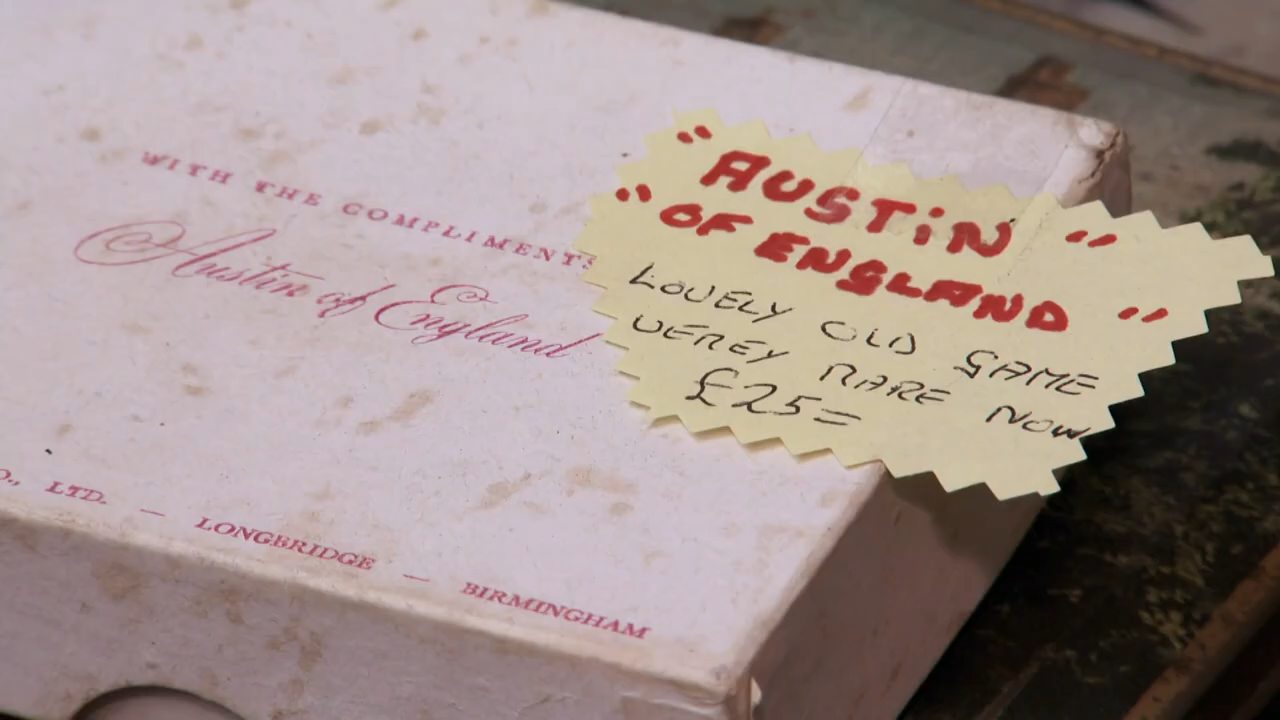 WITH THE COMPLIMENTS
Austin of England
LTD. — LONGBRIDGE — BIRMINGHAM
"AUSTiN"
"OF ENGLAND"
LOVELY OLD GAME
VEREY RARE NOW
£25=